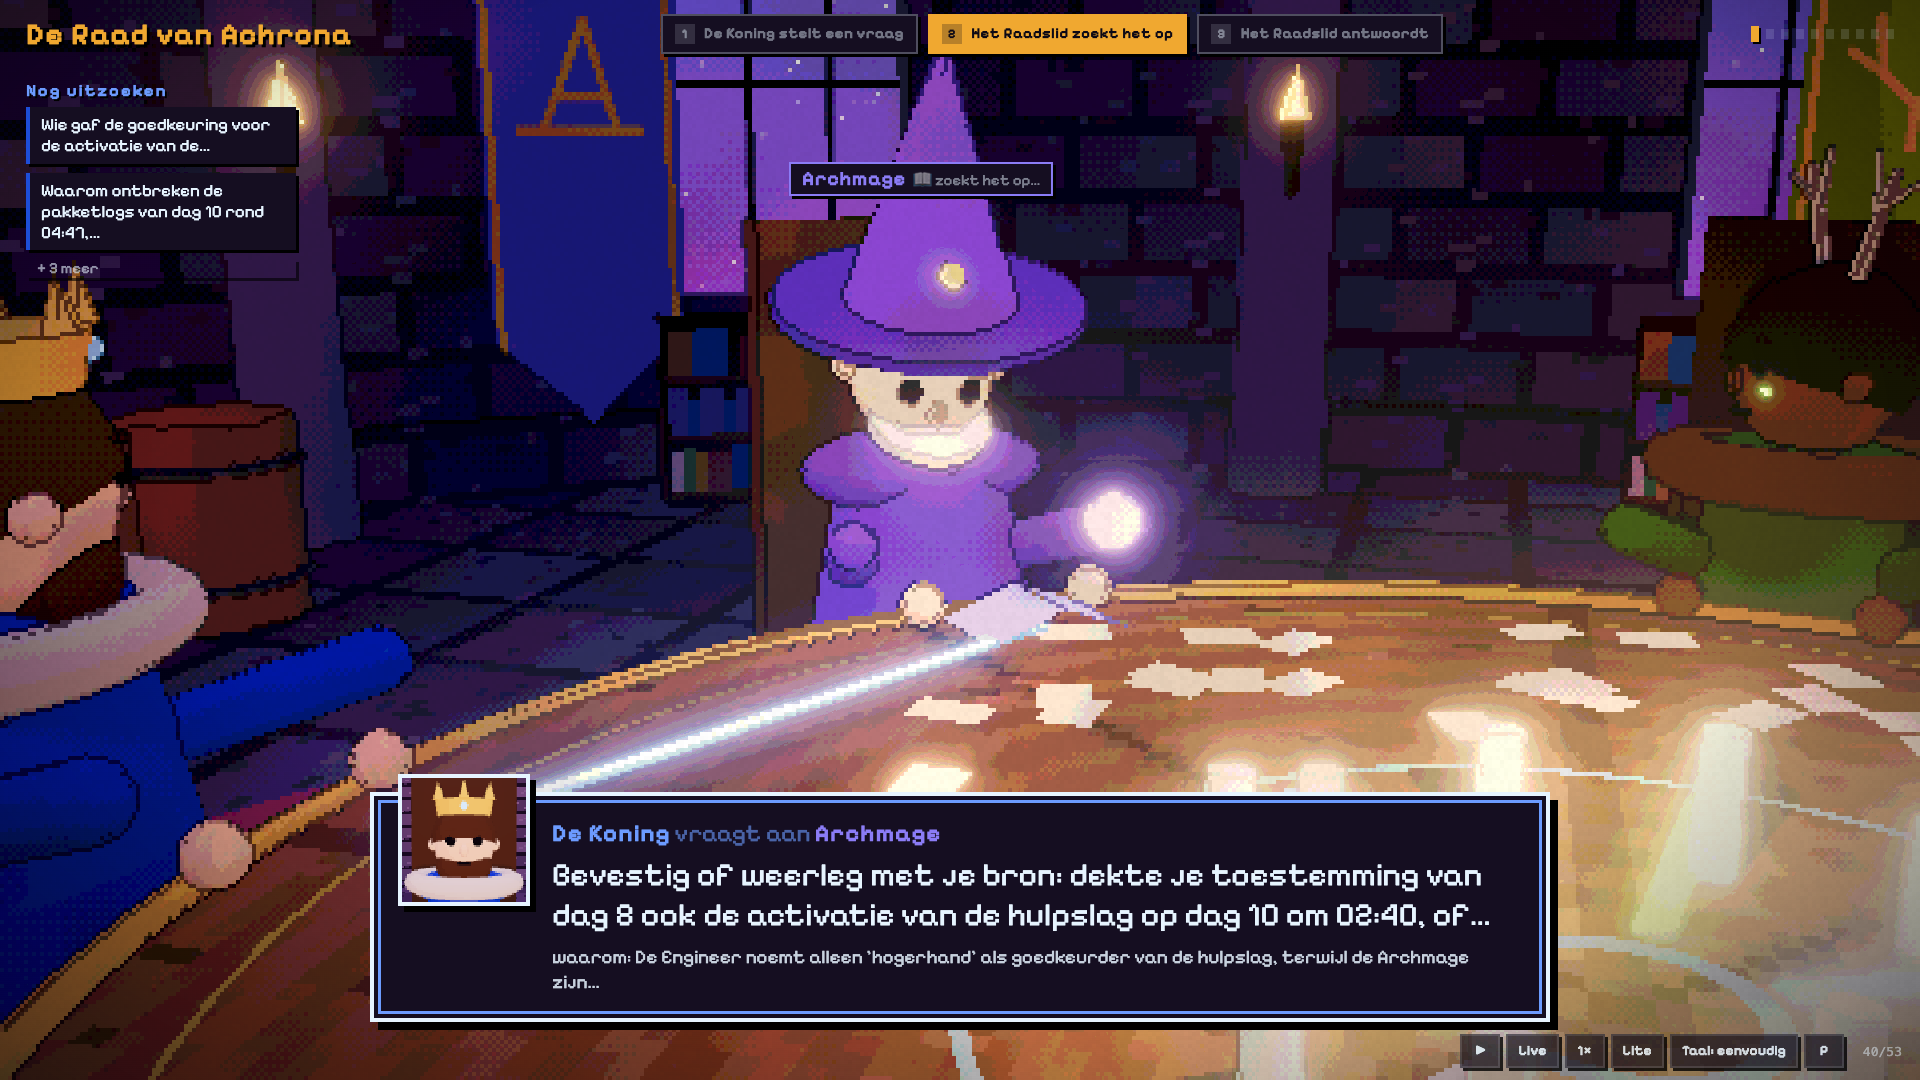 De Raad van Achrona
1 De Koning stelt een vraag
2 Het Raadslid zoekt het op
3 Het Raadslid antwoordt
Nog uitzoeken
Wie gaf de goedkeuring voor
de activatie van de...
Waarom ontbreken de
pakketlogs van dag 10 rond
04:47,...
+ 3 meer
A
Archmage zoekt het op...
De Koning vraagt aan Archmage
Bevestig of weerleg met je bron: dekte je toestemming van
dag 8 ook de activatie van de hulpslag op dag 10 om 02:40, of...
waarom: De Engineer noemt alleen 'hogerhand' als goedkeurder van de hulpslag, terwijl de Archmage
zijn...
Live
1×
Lite
Taal: eenvoudig
P
40/53